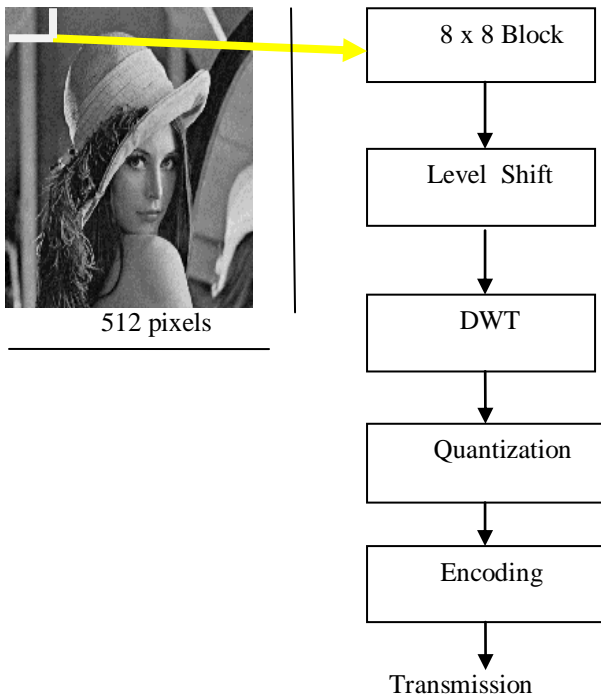 8 x 8 Block
Level Shift
512 pixels
DWT
Quantization
Encoding
Transmission